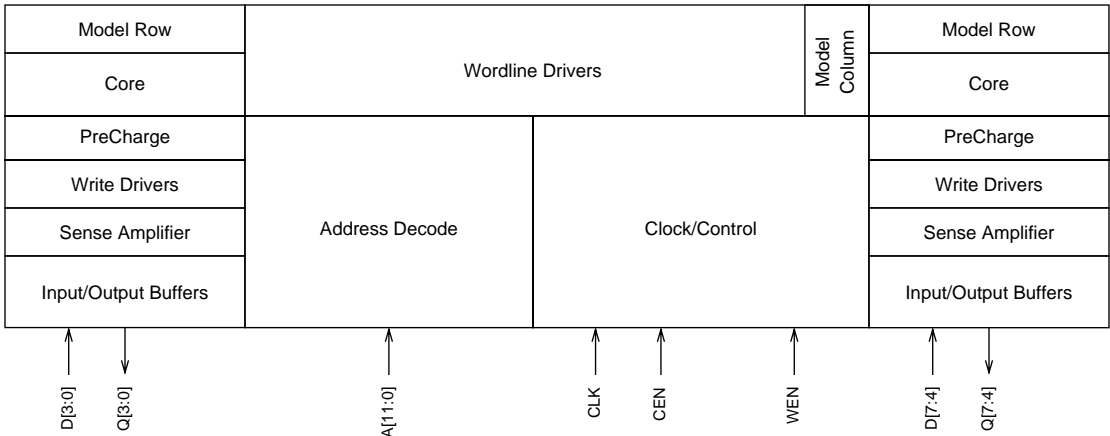 Model Row
Wordline Drivers
Model
Column
Model Row
Core
Core
PreCharge
PreCharge
Write Drivers
Write Drivers
Sense Amplifier
Address Decode
Clock/Control
Sense Amplifier
Input/Output Buffers
Input/Output Buffers
D[3:0]
Q[3:0]
A[11:0]
CLK
CEN
WEN
D[7:4]
Q[7:4]